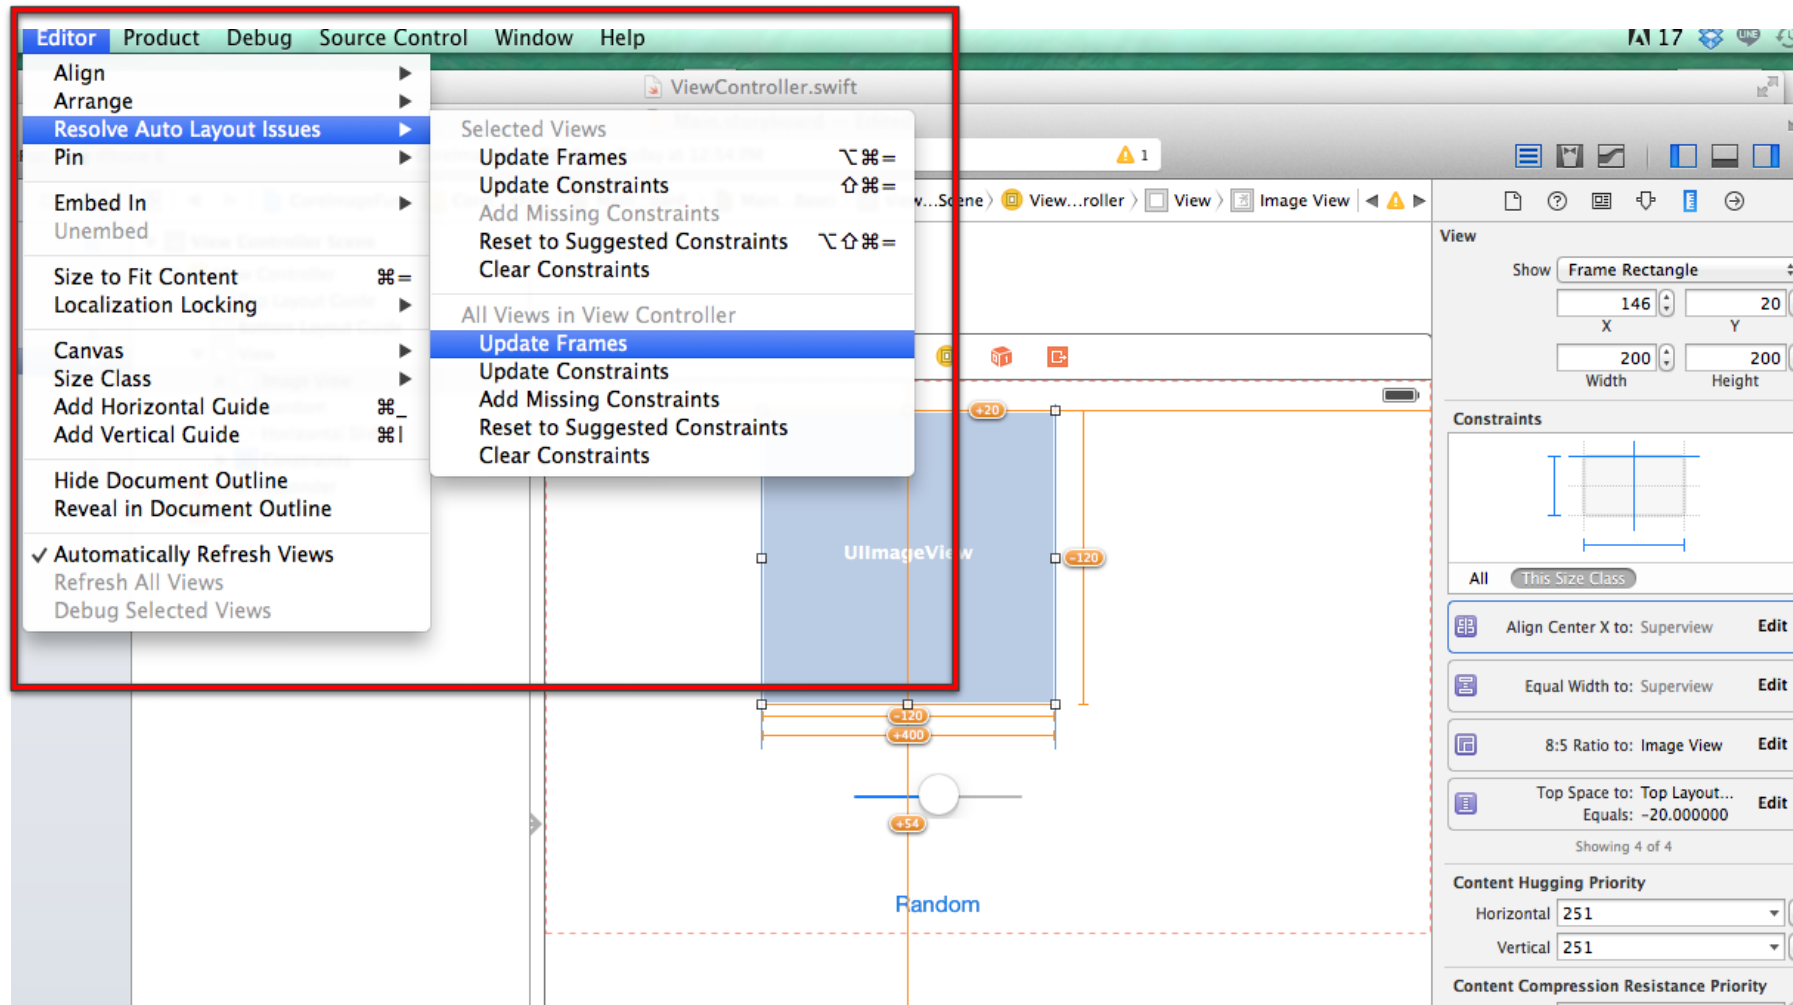 Editor Product Debug Source Control Window Help
17 LINE
ViewController.swift
Align
Arrange
Resolve Auto Layout Issues
Pin
Embed In
Unembed
Size to Fit Content ⌘=
Localization Locking
Canvas
Size Class
Add Horizontal Guide ⌘_
Add Vertical Guide ⌘|
Hide Document Outline
Reveal in Document Outline
✓ Automatically Refresh Views
Refresh All Views
Debug Selected Views
Selected Views
Update Frames ⌥⌘=
Update Constraints ⇧⌘=
Add Missing Constraints
Reset to Suggested Constraints ⌥⇧⌘=
Clear Constraints
All Views in View Controller
Update Frames
Update Constraints
Add Missing Constraints
Reset to Suggested Constraints
Clear Constraints
1
w...Scene View...roller View Image View
+20
UIImageView
-120
-120
+400
+54
Random
View
Show Frame Rectangle
146 20
X Y
200 200
Width Height
Constraints
All This Size Class
Align Center X to: Superview Edit
Equal Width to: Superview Edit
8:5 Ratio to: Image View Edit
Top Space to: Top Layout... Edit
Equals: -20.000000
Showing 4 of 4
Content Hugging Priority
Horizontal 251
Vertical 251
Content Compression Resistance Priority